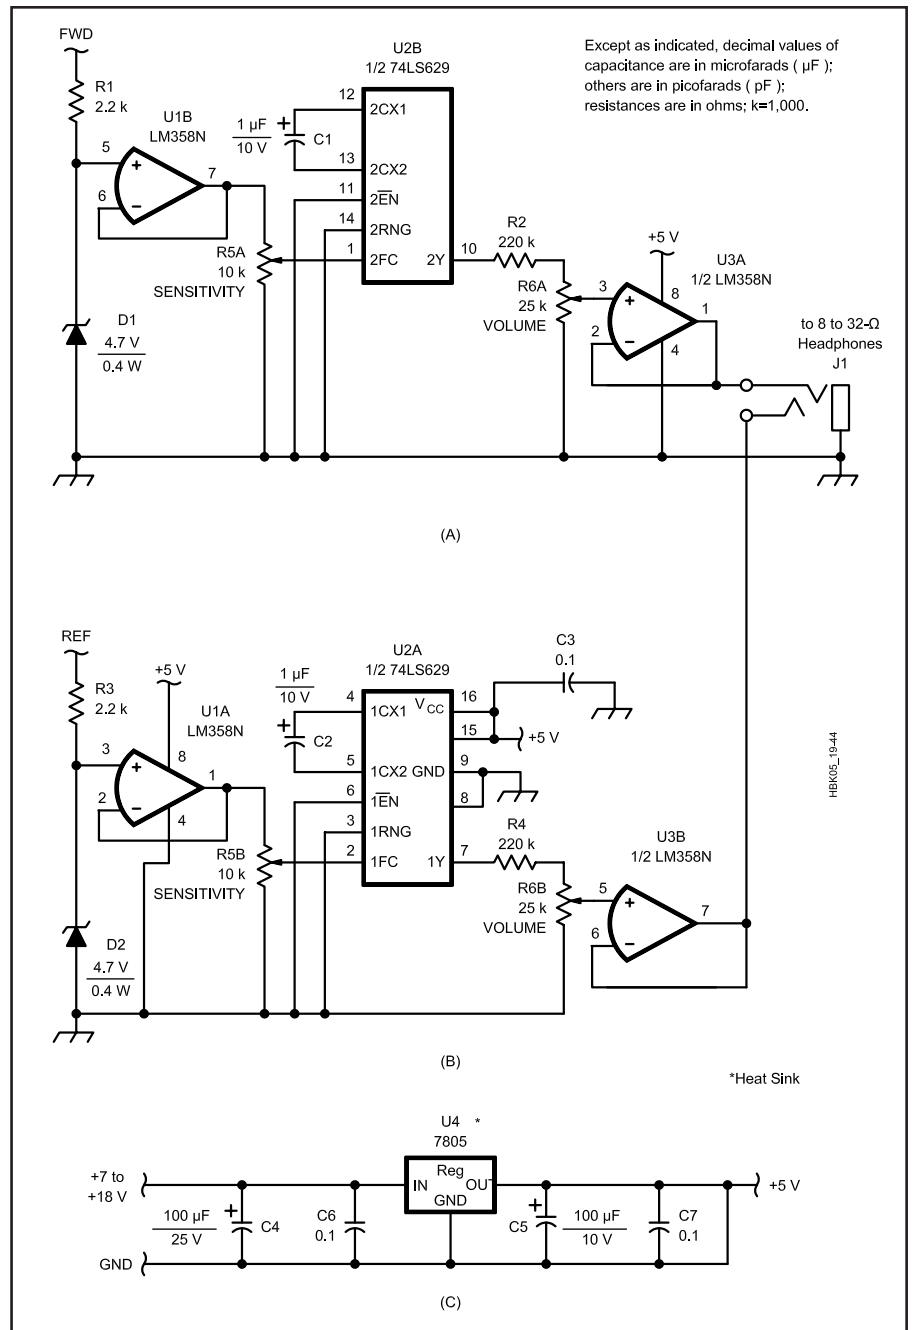 FWD
R1
2.2 k
U1B
LM358N
5
+
7
6
−
U2B
1/2 74LS629
12
2CX1
1 µF
10 V
+
C1
13
2CX2
11
2EN
14
2RNG
1
2FC
2Y
10
R5A
10 k
SENSITIVITY
D1
4.7 V
0.4 W
Except as indicated, decimal values of
capacitance are in microfarads ( µF );
others are in picofarads ( pF );
resistances are in ohms; k=1,000.
R2
220 k
R6A
25 k
VOLUME
+5 V
U3A
1/2 LM358N
3
+
8
1
2
−
4
to 8 to 32-Ω
Headphones
J1
(A)
REF
R3
2.2 k
+5 V
U1A
LM358N
3
+
8
1
2
−
4
U2A
1/2 74LS629
1 µF
10 V
+
C2
4
1CX1
VCC
16
15
+5 V
C3
0.1
5
1CX2
GND
9
8
6
1EN
3
1RNG
2
1FC
1Y
7
R5B
10 k
SENSITIVITY
D2
4.7 V
0.4 W
R4
220 k
R6B
25 k
VOLUME
U3B
1/2 LM358N
5
+
7
6
−
HBK05_19-44
(B)
*Heat Sink
U4 *
7805
+7 to
+18 V
Reg
IN
OUT
GND
+5 V
100 µF
25 V
+
C4
C6
0.1
+
C5
100 µF
10 V
C7
0.1
GND
(C)